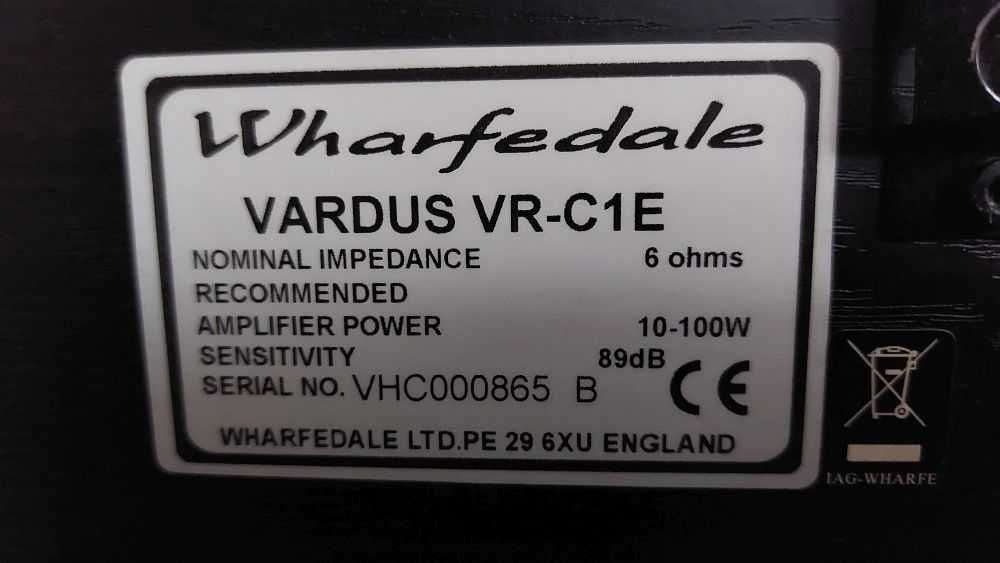 Wharfedale
VARDUS VR-C1E
NOMINAL IMPEDANCE 6 ohms
RECOMMENDED
AMPLIFIER POWER 10-100W
SENSITIVITY 89dB
SERIAL NO. VHC000865 B CE
WHARFEDALE LTD.PE 29 6XU ENGLAND
IAG-WHARFE